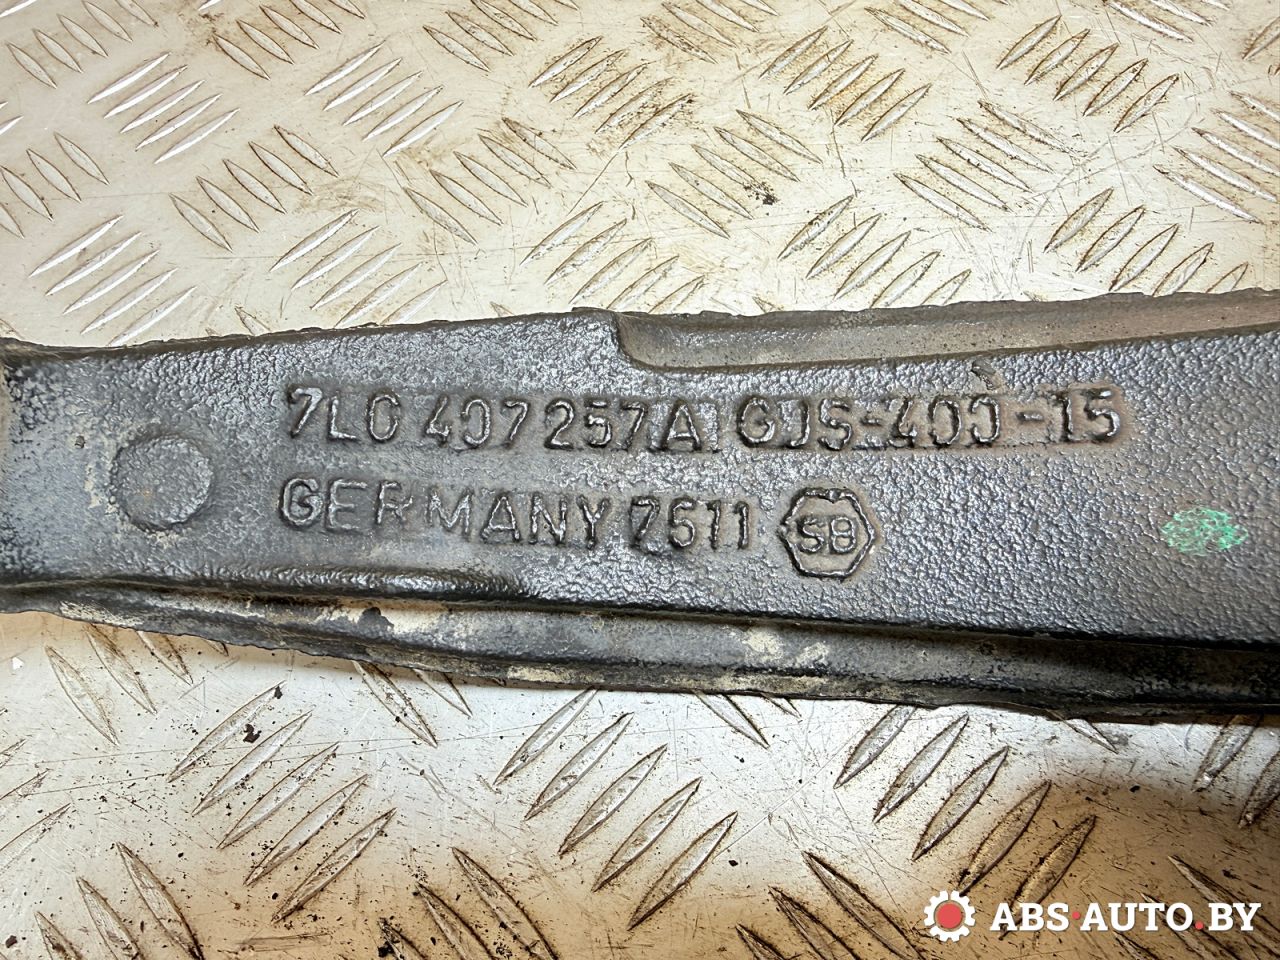 7L0 407 257A GJS-400-15
GERMANY 7511 SB
ABS·AUTO.BY